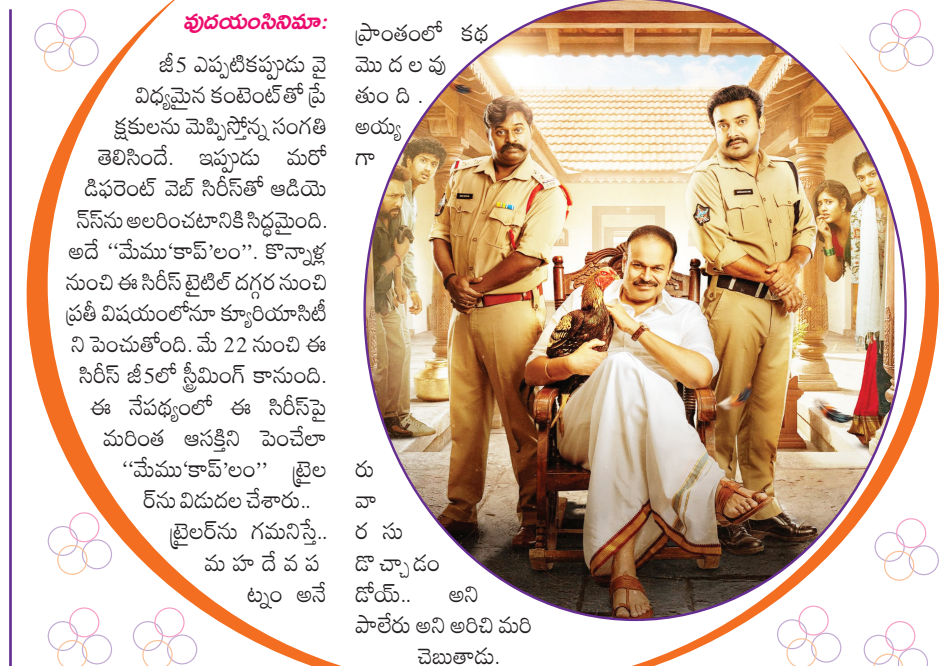 వుదయంసినిమా:
జీ5 ఎప్పటికప్పుడు వై
విధ్యమైన కంటెంట్‌తో ప్రే
క్షకులను మెప్పిస్తోన్న సంగతి
తెలిసిందే. ఇప్పుడు మరో
డిఫరెంట్ వెబ్ సిరీస్‌తో ఆడియె
న్స్‌ను అలరించటానికి సిద్ధమైంది.
అదే “మేము‘కాప్’లం”. కొన్నాళ్ల
నుంచి ఈ సిరీస్ టైటిల్ దగ్గర నుంచి
ప్రతీ విషయంలోనూ క్యూరియాసిటీ
ని పెంచుతోంది. మే 22 నుంచి ఈ
సిరీస్ జీ5లో స్ట్రీమింగ్ కానుంది.
ఈ నేపథ్యంలో ఈ సిరీస్‌పై
మరింత ఆసక్తిని పెంచేలా
“మేము‘కాప్’లం” ట్రైల
ర్‌ను విడుదల చేశారు..
ట్రైలర్‌ను గమనిస్తే..
మ హ దే వ ప
ట్నం అనే
ప్రాంతంలో కథ
మొ ద ల వు
తుం ది .
అయ్య
గా
రు
వా
ర సు
డొ చ్చా డం
డోయ్.. అని
పాలేరు అని అరిచి మరి
చెబుతాడు.